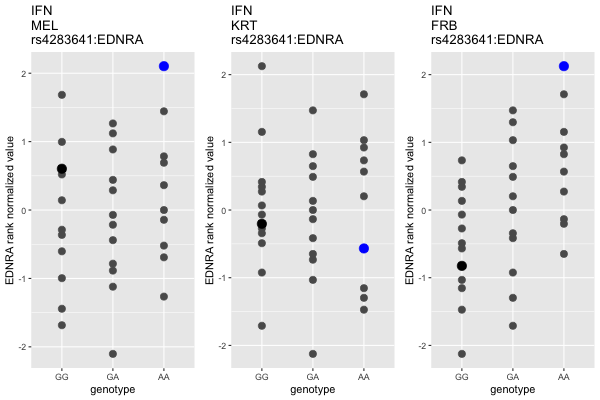 IFN
MEL
rs4283641:EDNRA
EDNRA rank normalized value
2
1
0
-1
-2
GG
GA
AA
genotype
IFN
KRT
rs4283641:EDNRA
EDNRA rank normalized value
2
1
0
-1
-2
GG
GA
AA
genotype
IFN
FRB
rs4283641:EDNRA
EDNRA rank normalized value
2
1
0
-1
-2
GG
GA
AA
genotype